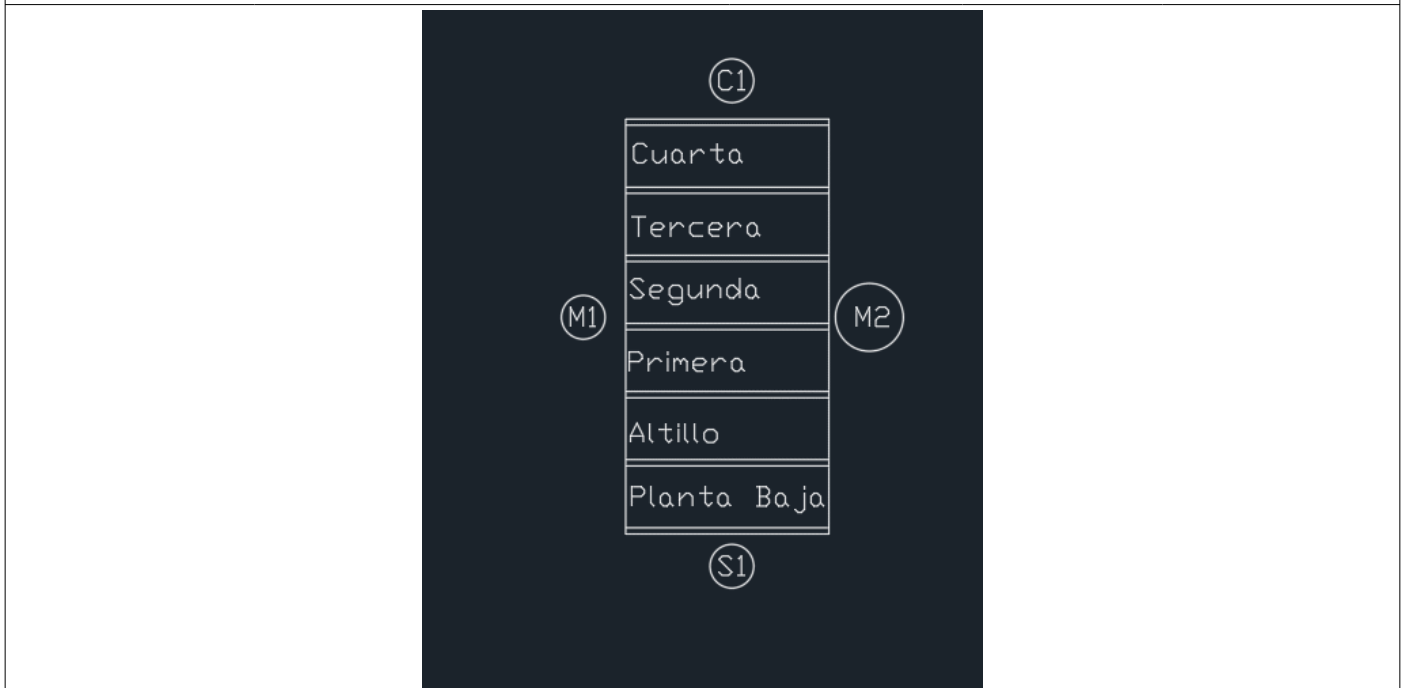 C1
Cuarta
Tercera
Segunda
M1
M2
Primera
Altillo
Planta Baja
S1